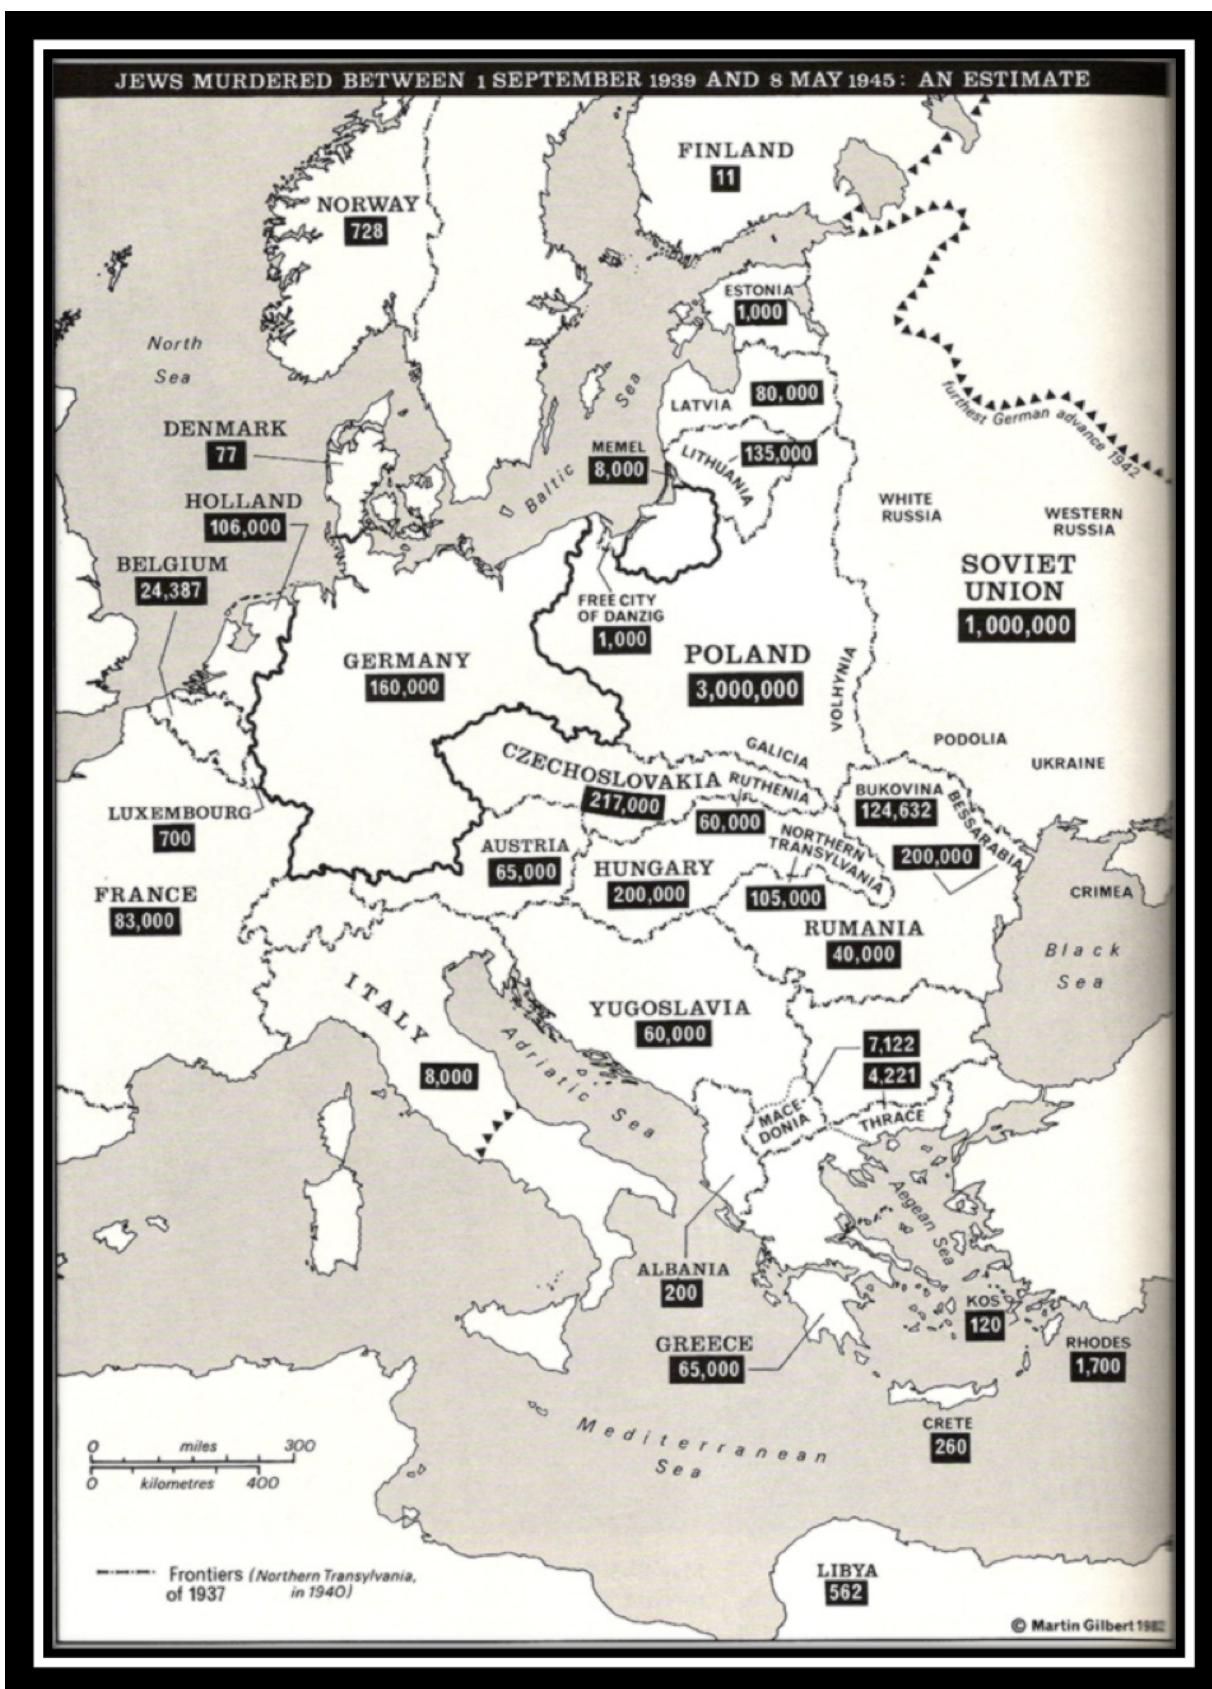 JEWS MURDERED BETWEEN 1 SEPTEMBER 1939 AND 8 MAY 1945: AN ESTIMATE
FINLAND
11
NORWAY
728
ESTONIA
1,000
North
Sea
Baltic
Sea
furthest German advance 1942
LATVIA
80,000
DENMARK
77
MEMEL
8,000
LITHUANIA
135,000
HOLLAND
106,000
WHITE
RUSSIA
WESTERN
RUSSIA
BELGIUM
24,387
SOVIET
UNION
1,000,000
FREE CITY
OF DANZIG
1,000
GERMANY
160,000
POLAND
3,000,000
VOLHYNIA
PODOLIA
UKRAINE
GALICIA
CZECHOSLOVAKIA
217,000
RUTHENIA
60,000
BUKOVINA
124,632
BESSARABIA
200,000
LUXEMBOURG
700
AUSTRIA
65,000
HUNGARY
200,000
NORTHERN
TRANSYLVANIA
105,000
CRIMEA
FRANCE
83,000
RUMANIA
40,000
Black
Sea
ITALY
8,000
YUGOSLAVIA
60,000
Adriatic Sea
7,122
4,221
MACE-
DONIA
THRACE
Aegean Sea
ALBANIA
200
KOS
120
GREECE
65,000
RHODES
1,700
CRETE
260
Mediterranean
Sea
0 miles 300
0 kilometres 400
LIBYA
562
Frontiers (Northern Transylvania,
of 1937 in 1940)
© Martin Gilbert 1982